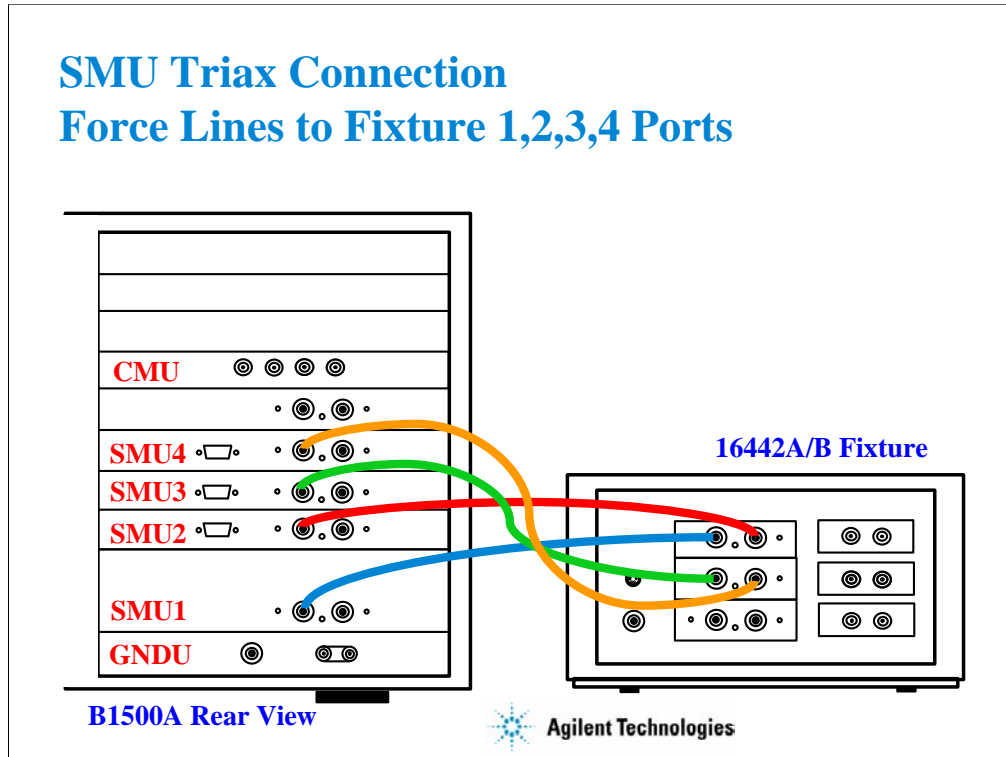 SMU Triax Connection
Force Lines to Fixture 1,2,3,4 Ports
CMU
SMU4
SMU3
SMU2
SMU1
GNDU
B1500A Rear View
16442A/B Fixture
Agilent Technologies